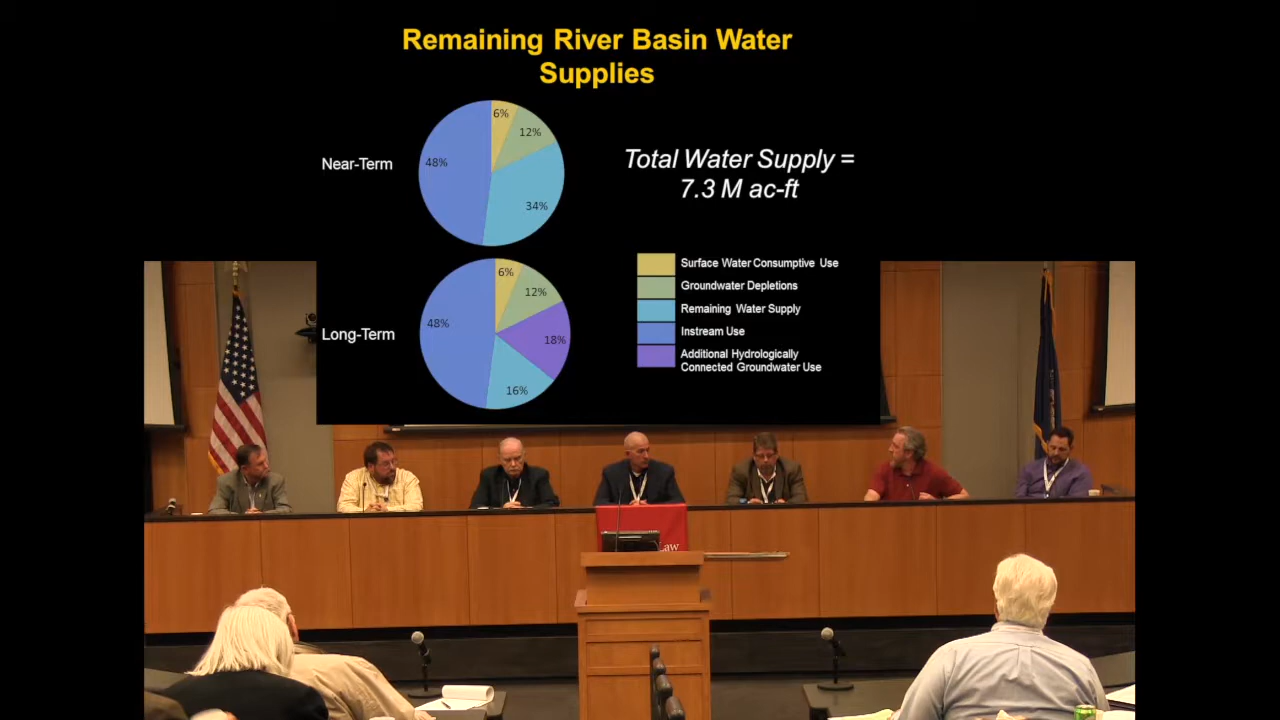 Remaining River Basin Water
Supplies
Near-Term
6%
12%
34%
48%
Total Water Supply =
7.3 M ac-ft
Long-Term
6%
12%
18%
16%
48%
Surface Water Consumptive Use
Groundwater Depletions
Remaining Water Supply
Instream Use
Additional Hydrologically
Connected Groundwater Use
Law